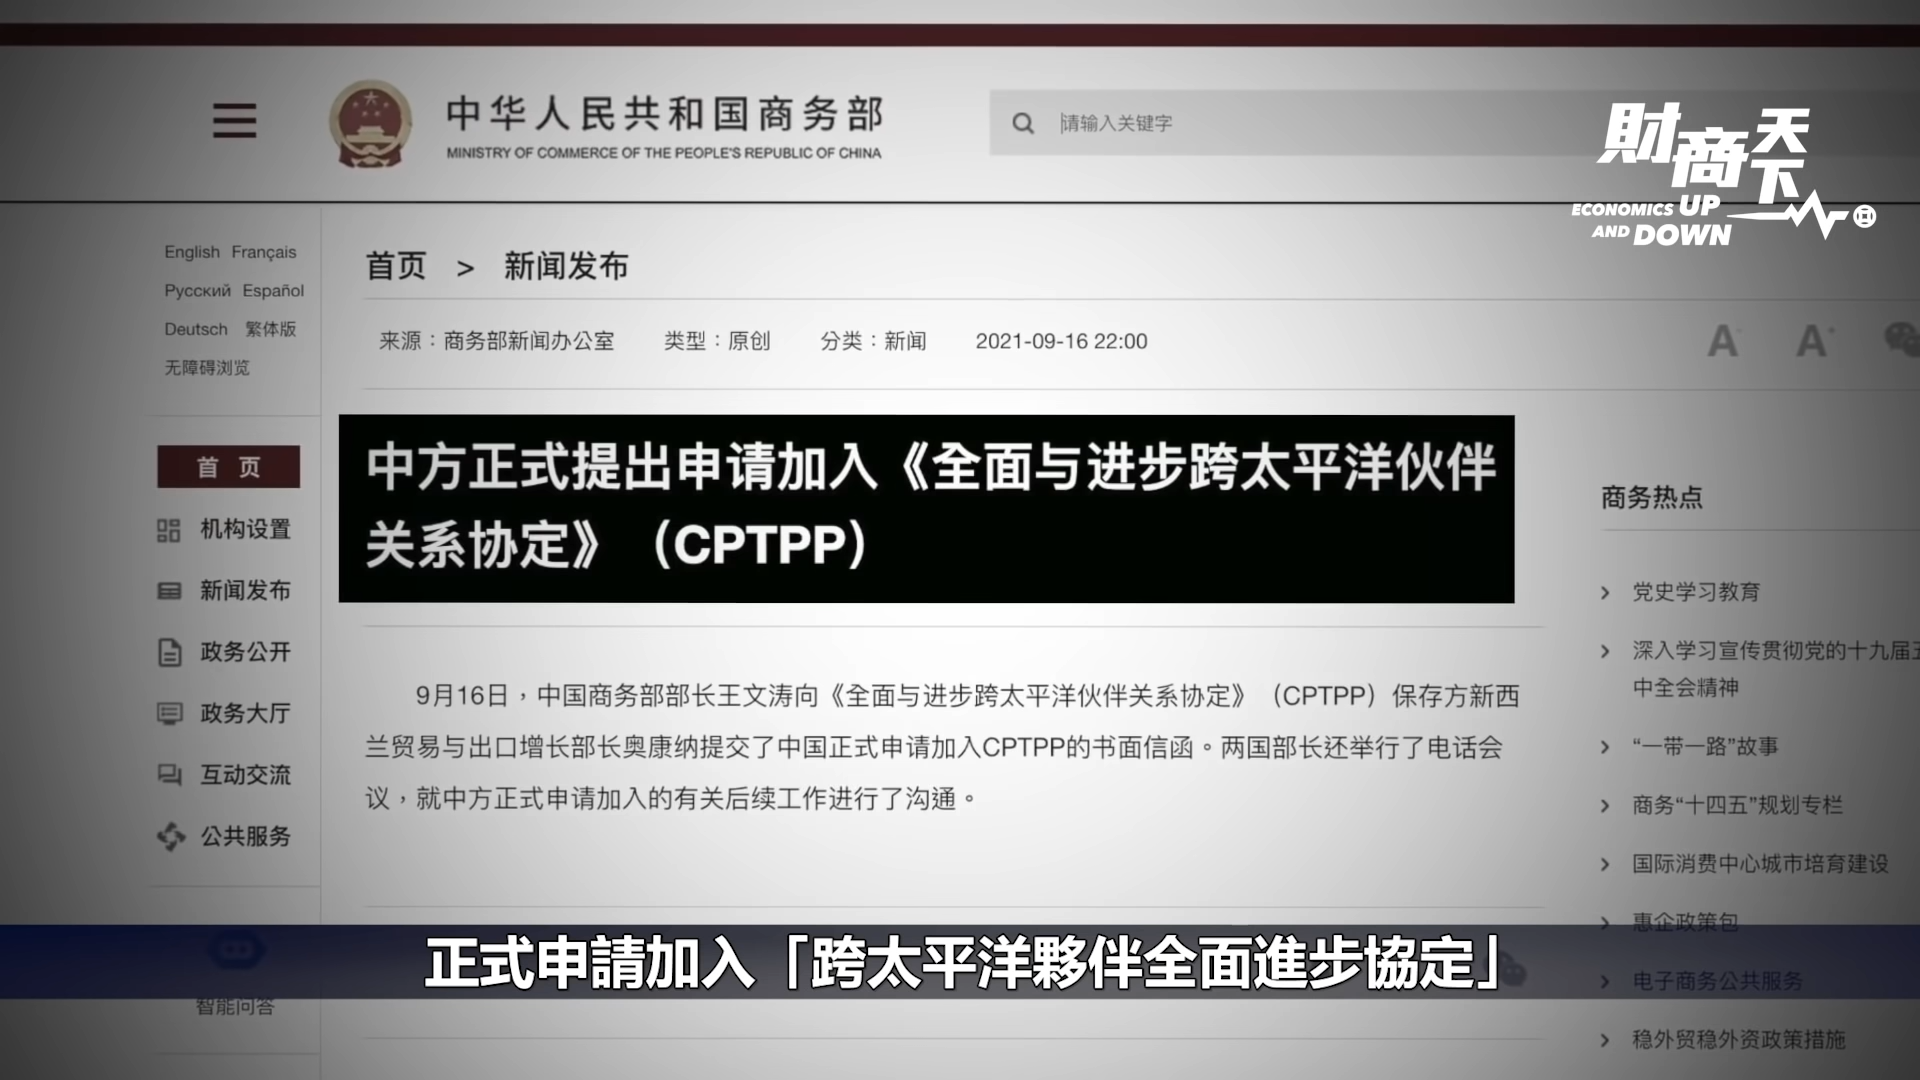 中华人民共和国商务部
MINISTRY OF COMMERCE OF THE PEOPLE'S REPUBLIC OF CHINA
请输入关键字
財商天下
ECONOMICS UP
AND DOWN
English Français
Русский Español
Deutsch 繁体版
无障碍浏览
首页 > 新闻发布
来源：商务部新闻办公室 类型：原创 分类：新闻 2021-09-16 22:00
A- A+
首 页
机构设置
新闻发布
政务公开
政务大厅
互动交流
公共服务
智能问答
中方正式提出申请加入《全面与进步跨太平洋伙伴
关系协定》（CPTPP）
9月16日，中国商务部部长王文涛向《全面与进步跨太平洋伙伴关系协定》（CPTPP）保存方新西
兰贸易与出口增长部长奥康纳提交了中国正式申请加入CPTPP的书面信函。两国部长还举行了电话会
议，就中方正式申请加入的有关后续工作进行了沟通。
商务热点
党史学习教育
深入学习宣传贯彻党的十九届五
中全会精神
“一带一路”故事
商务“十四五”规划专栏
国际消费中心城市培育建设
惠企政策包
电子商务公共服务
稳外贸稳外资政策措施
正式申請加入「跨太平洋夥伴全面進步協定」